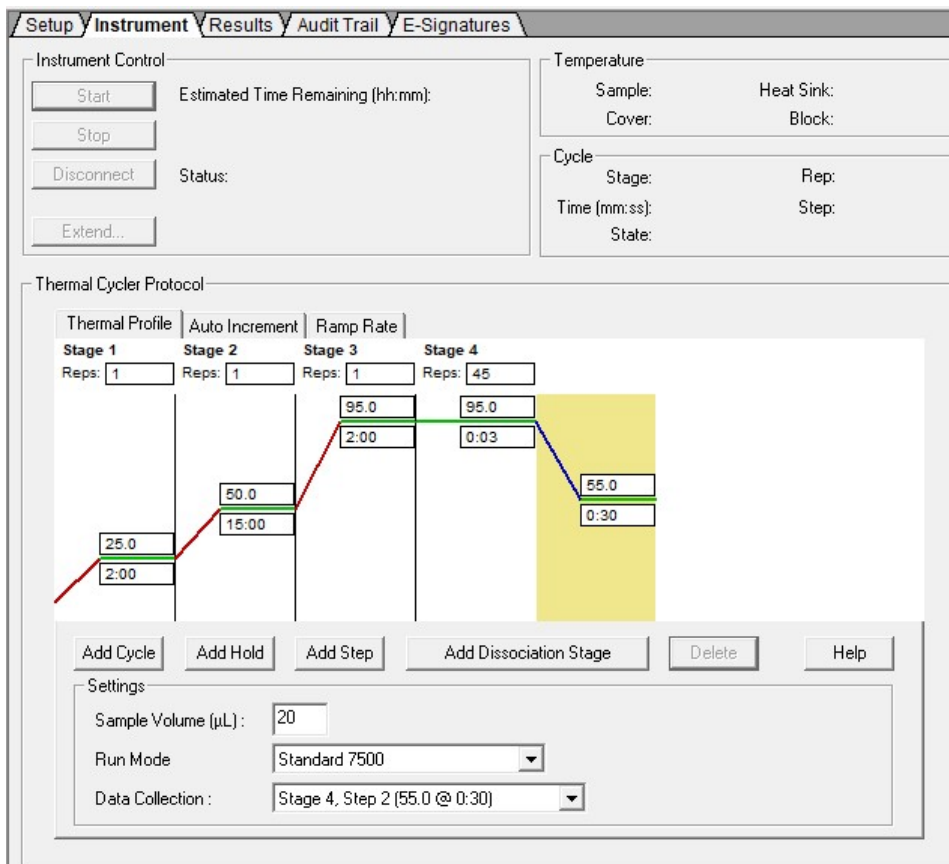 Setup Instrument Results Audit Trail E-Signatures
Instrument Control
Start Estimated Time Remaining (hh:mm):
Stop
Disconnect Status:
Extend...
Temperature
Sample: Heat Sink:
Cover: Block:
Cycle
Stage: Rep:
Time (mm:ss): Step:
State:
Thermal Cycler Protocol
Thermal Profile Auto Increment Ramp Rate
Stage 1 Stage 2 Stage 3 Stage 4
Reps: 1 Reps: 1 Reps: 1 Reps: 45
95.0 95.0
2:00 0:03
50.0 55.0
15:00 0:30
25.0
2:00
Add Cycle Add Hold Add Step Add Dissociation Stage Delete Help
Settings
Sample Volume (µL) : 20
Run Mode Standard 7500
Data Collection : Stage 4, Step 2 (55.0 @ 0:30)